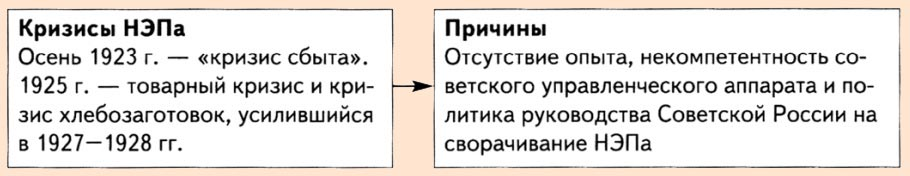 Кризисы НЭПа
Осень 1923 г. — «кризис сбыта».
1925 г. — товарный кризис и кри-
зис хлебозаготовок, усилившийся
в 1927—1928 гг.
Причины
Отсутствие опыта, некомпетентность со-
ветского управленческого аппарата и по-
литика руководства Советской России на
сворачивание НЭПа